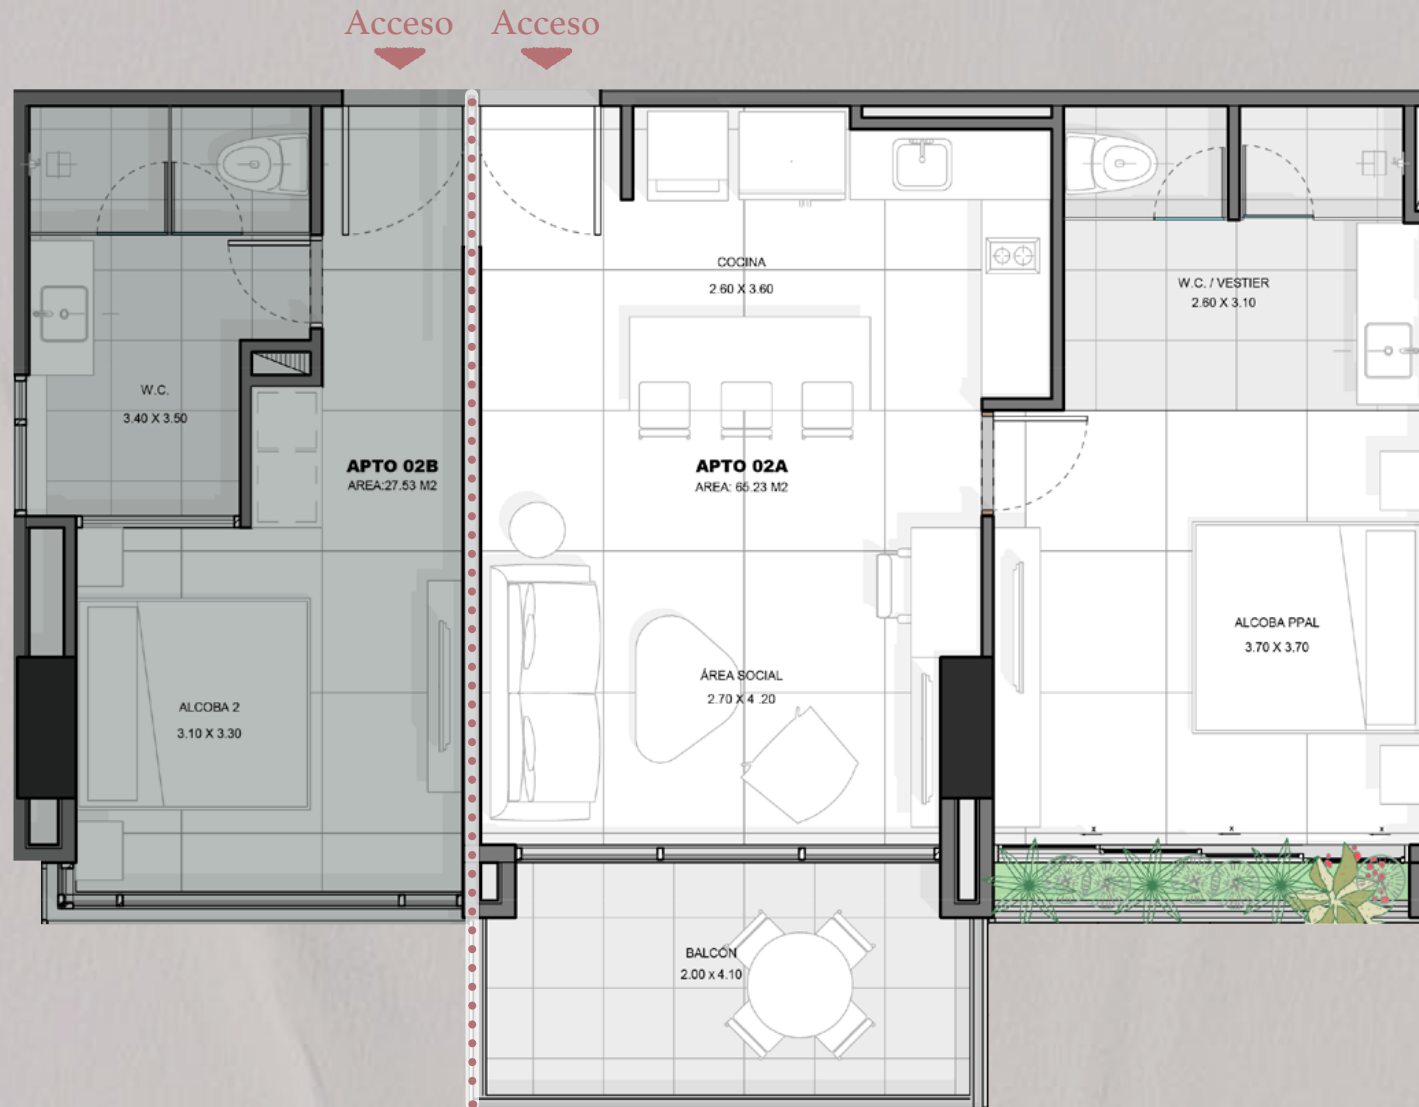 Acceso Acceso
COCINA
2.60 X 3.60
W.C. / VESTIER
2.60 X 3.10
W.C.
3.40 X 3.50
APTO 02B
AREA:27.53 M2
APTO 02A
AREA: 65.23 M2
ALCOBA PPAL
3.70 X 3.70
ÁREA SOCIAL
2.70 X 4 .20
ALCOBA 2
3.10 X 3.30
x x x
BALCÓN
2.00 x 4.10